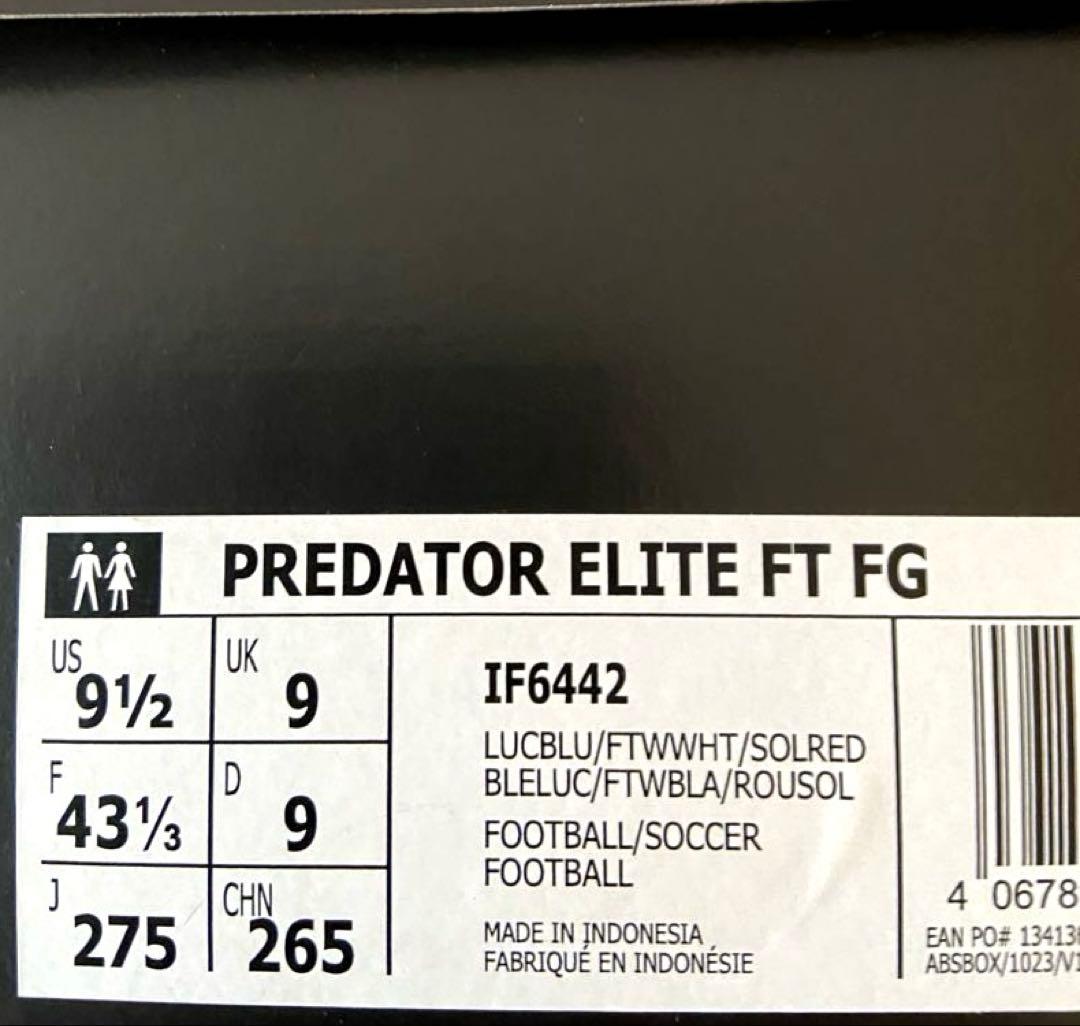 PREDATOR ELITE FT FG
US 9½ UK 9
F 43⅓ D 9
J 275 CHN 265
IF6442
LUCBLU/FTWWHT/SOLRED
BLELUC/FTWBLA/ROUSOL
FOOTBALL/SOCCER
FOOTBALL
MADE IN INDONESIA
FABRIQUÉ EN INDONÉSIE
4 0678
EAN PO# 13413
ABSBOX/1023/V1